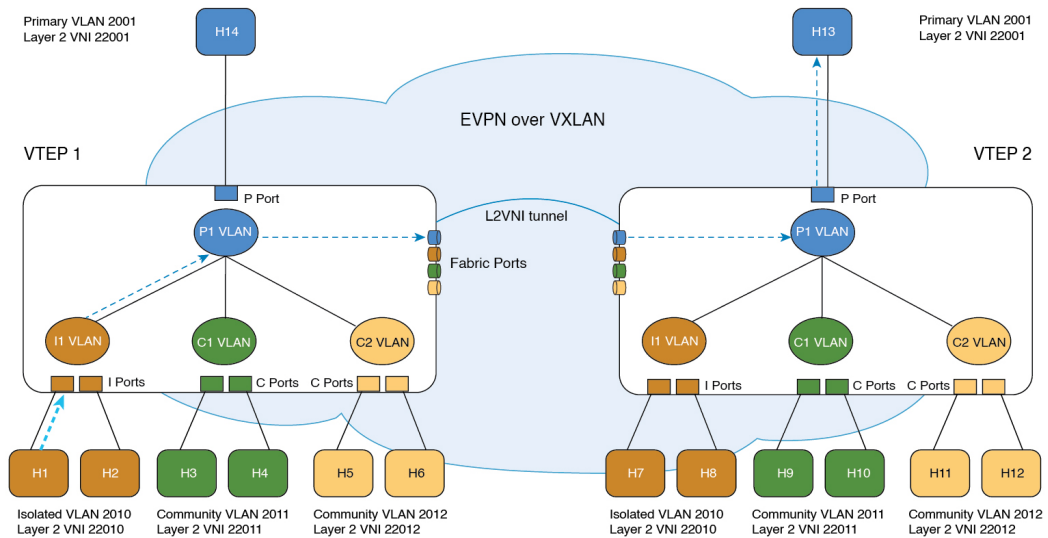 Primary VLAN 2001
Layer 2 VNI 22001
H14
H13
Primary VLAN 2001
Layer 2 VNI 22001
EVPN over VXLAN
VTEP 1
VTEP 2
P Port
P Port
L2VNI tunnel
P1 VLAN
P1 VLAN
Fabric Ports
I1 VLAN
C1 VLAN
C2 VLAN
I1 VLAN
C1 VLAN
C2 VLAN
I Ports
C Ports
C Ports
I Ports
C Ports
C Ports
H1
H2
H3
H4
H5
H6
H7
H8
H9
H10
H11
H12
Isolated VLAN 2010
Layer 2 VNI 22010
Community VLAN 2011
Layer 2 VNI 22011
Community VLAN 2012
Layer 2 VNI 22012
Isolated VLAN 2010
Layer 2 VNI 22010
Community VLAN 2011
Layer 2 VNI 22011
Community VLAN 2012
Layer 2 VNI 22012